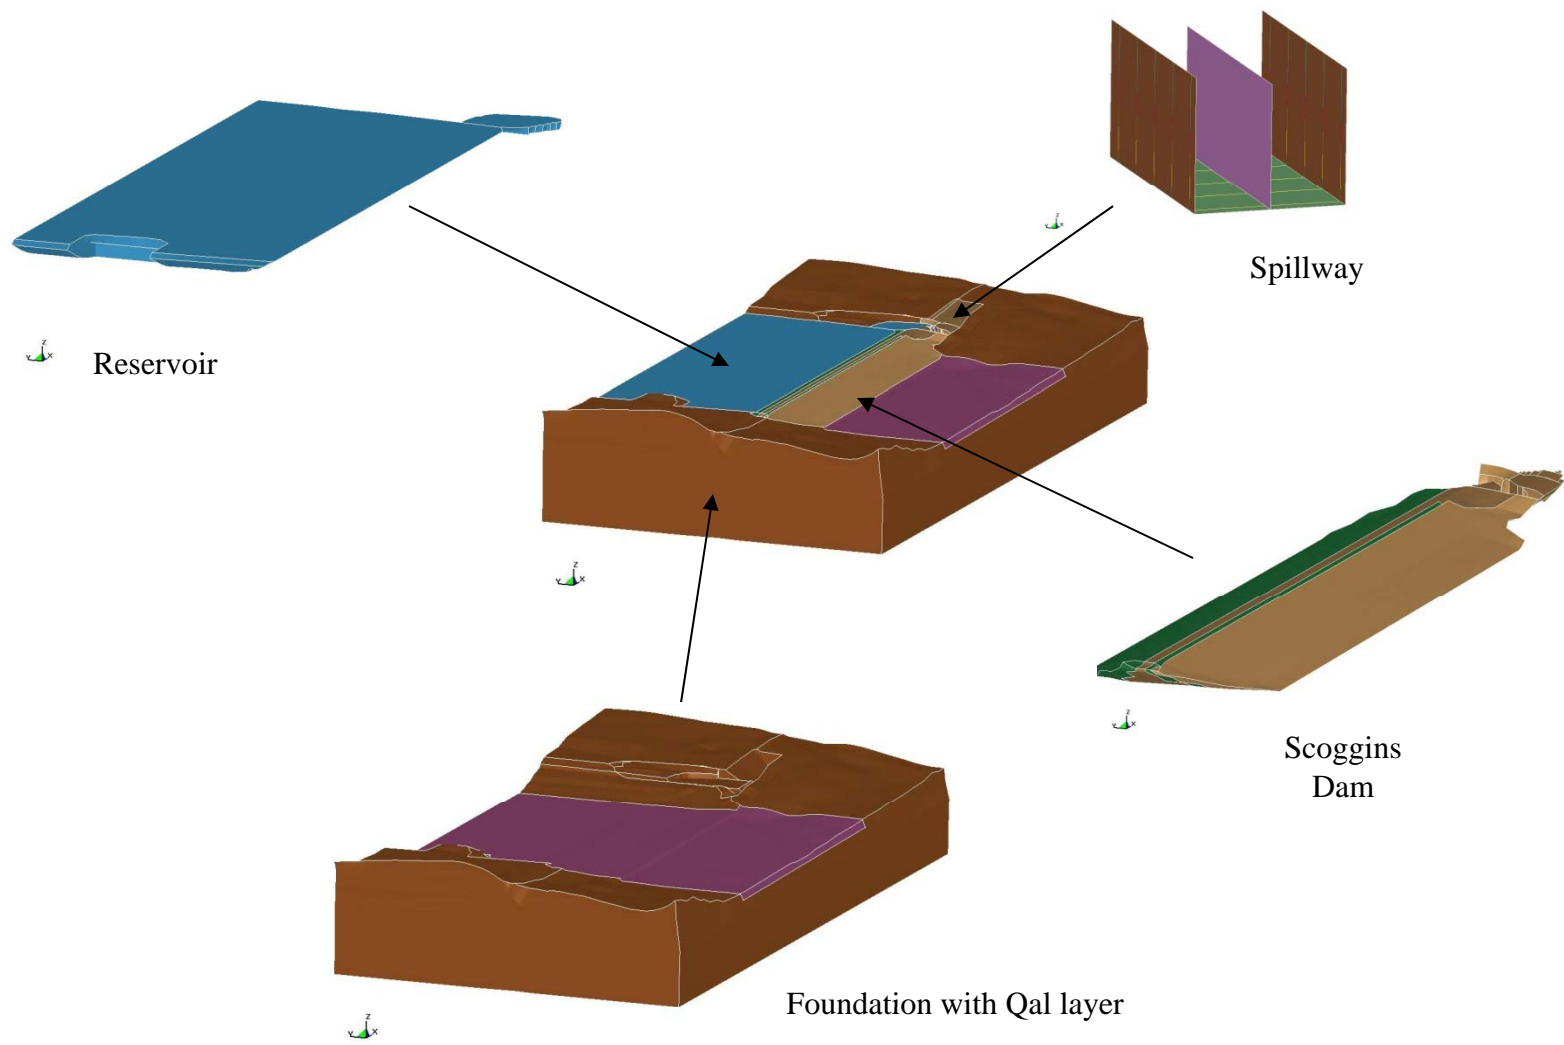 Spillway
Reservoir
Scoggins
Dam
Foundation with Qal layer
z
Y
X
z
Y
X
z
Y
X
z
Y
X
z
Y
X